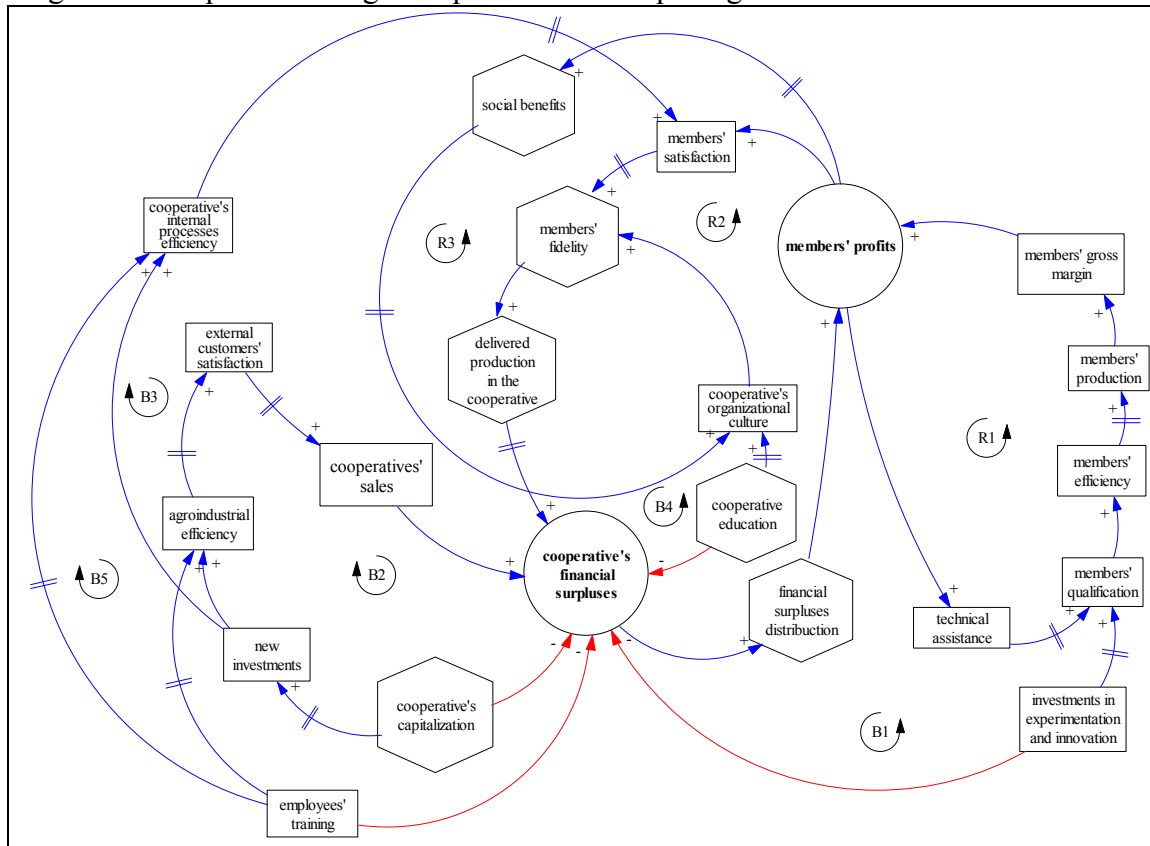 social benefits
members'
satisfaction
cooperative's
internal
processes
efficiency
members'
fidelity
R3
R2
members' profits
members' gross
margin
external
customers'
satisfaction
delivered
production
in the
cooperative
members'
production
B3
cooperative's
organizational
culture
R1
cooperatives'
sales
members'
efficiency
agroindustrial
efficiency
B4
cooperative
education
cooperative's
financial
surpluses
B5
B2
financial
surpluses
distribuction
members'
qualification
technical
assistance
new
investments
cooperative's
capitalization
B1
investments in
experimentation
and innovation
employees'
training